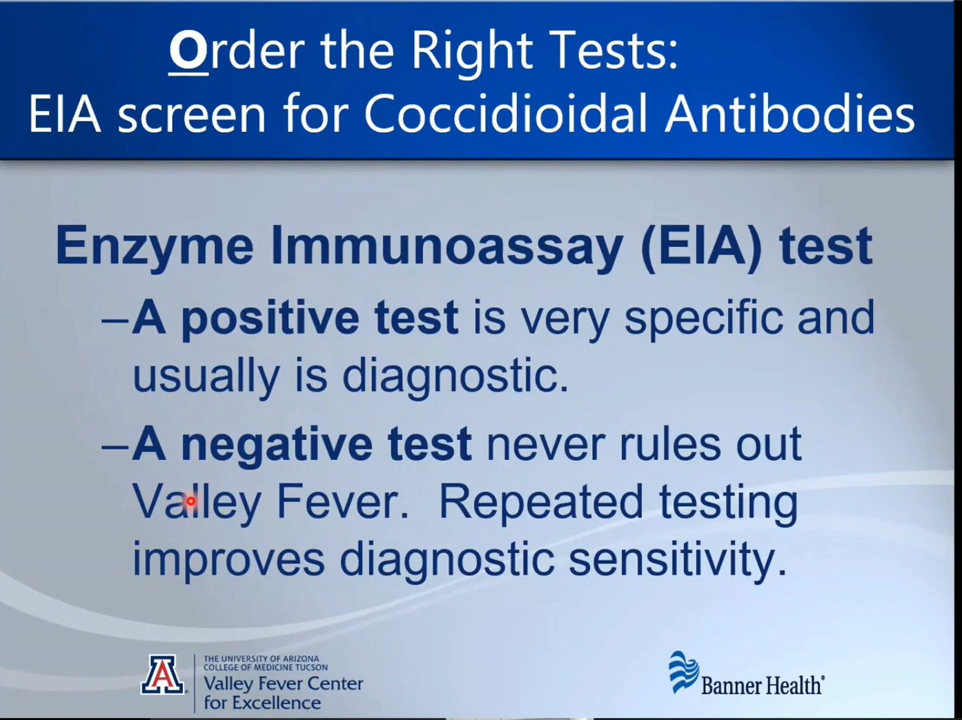 Order the Right Tests:
EIA screen for Coccidioidal Antibodies
Enzyme Immunoassay (EIA) test
–A positive test is very specific and
usually is diagnostic.
–A negative test never rules out
Valley Fever. Repeated testing
improves diagnostic sensitivity.
A
THE UNIVERSITY OF ARIZONA
COLLEGE OF MEDICINE TUCSON
Valley Fever Center
for Excellence
Banner Health®